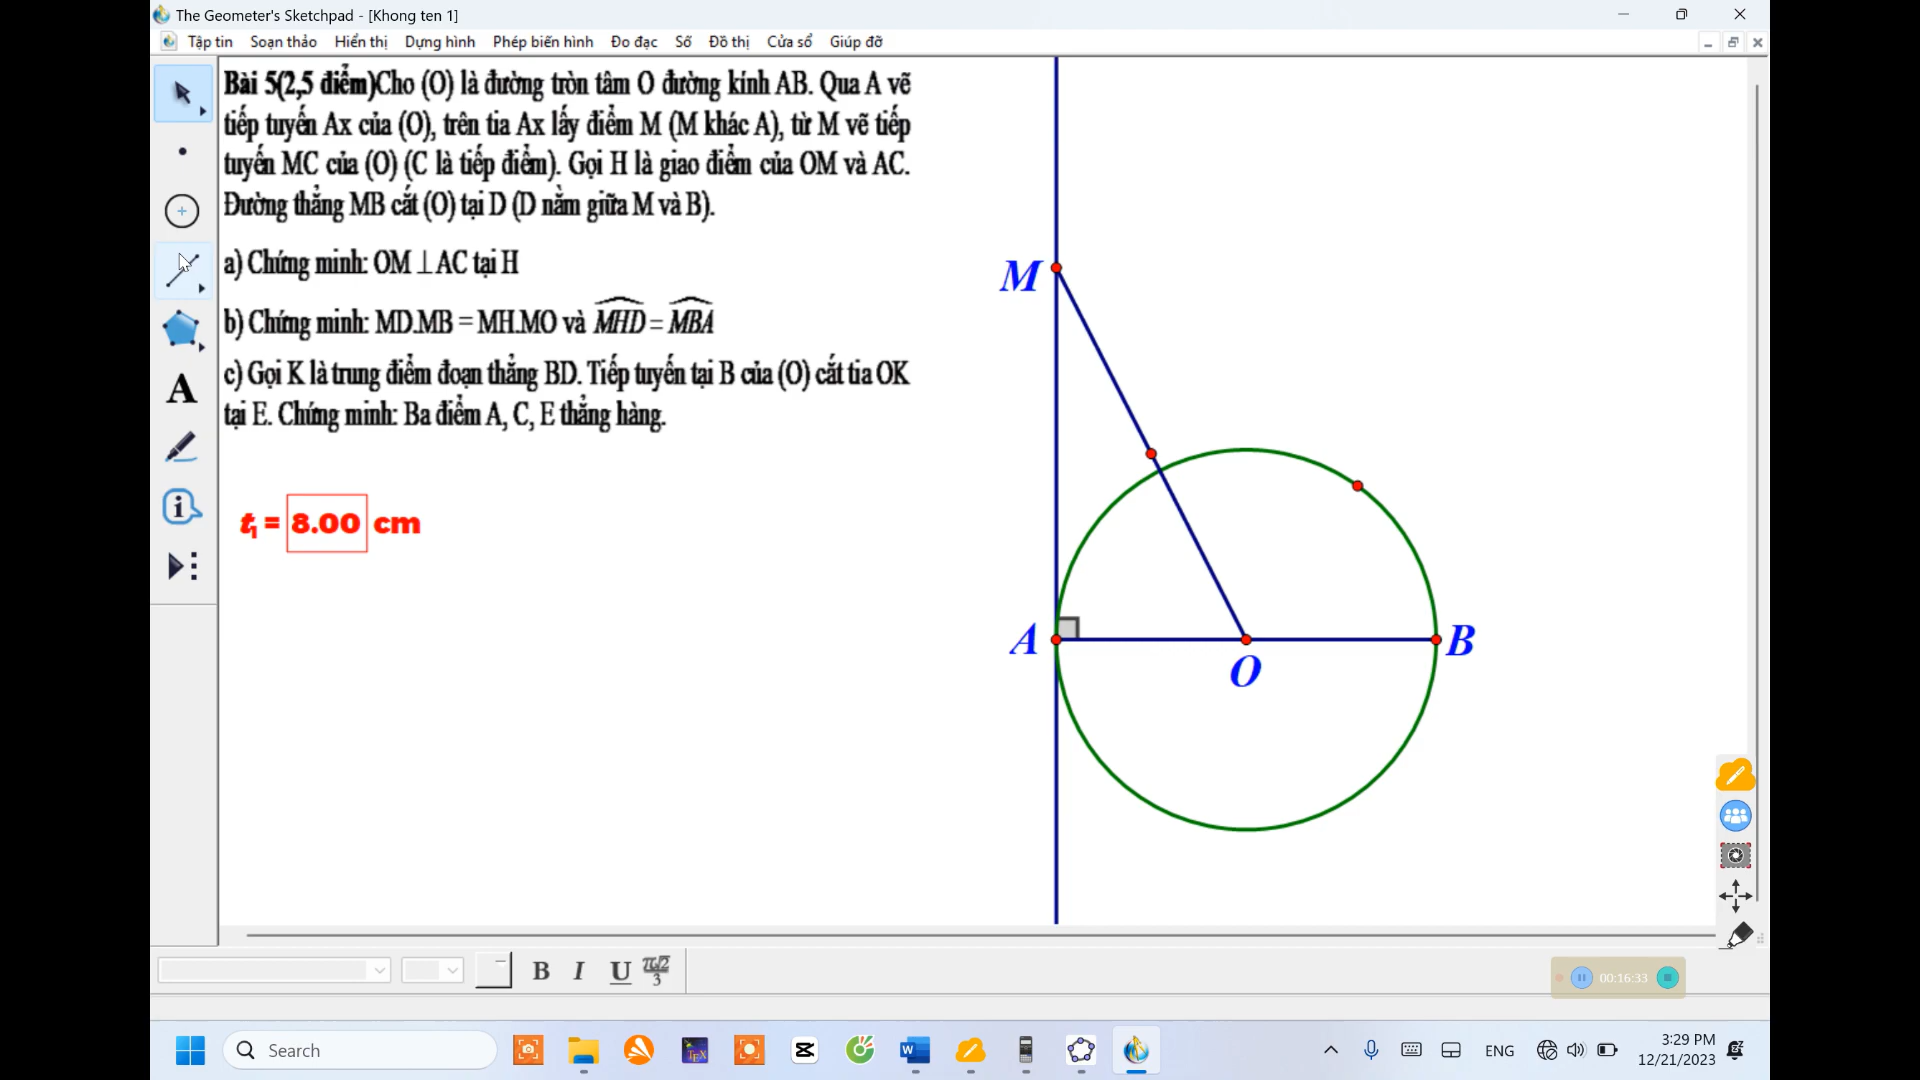 The Geometer's Sketchpad - [Khong ten 1]
Tập tin Soạn thảo Hiển thị Dựng hình Phép biến hình Đo đạc Số Đồ thị Cửa sổ Giúp đỡ
Bài 5(2,5 điểm)Cho (O) là đường tròn tâm O đường kính AB. Qua A vẽ
tiếp tuyến Ax của (O), trên tia Ax lấy điểm M (M khác A), từ M vẽ tiếp
tuyến MC của (O) (C là tiếp điểm). Gọi H là giao điểm của OM và AC.
Đường thẳng MB cắt (O) tại D (D nằm giữa M và B).
a) Chứng minh: OM ⊥ AC tại H
b) Chứng minh: MD.MB = MH.MO và \widehat{MHD} = \widehat{MBA}
c) Gọi K là trung điểm đoạn thẳng BD. Tiếp tuyến tại B của (O) cắt tia OK
tại E. Chứng minh: Ba điểm A, C, E thẳng hàng.
t₁ = 8.00 cm
M
A
O
B
A
B I U π√2/3
00:16:33
Search
TEX
W
ENG
3:29 PM
12/21/2023